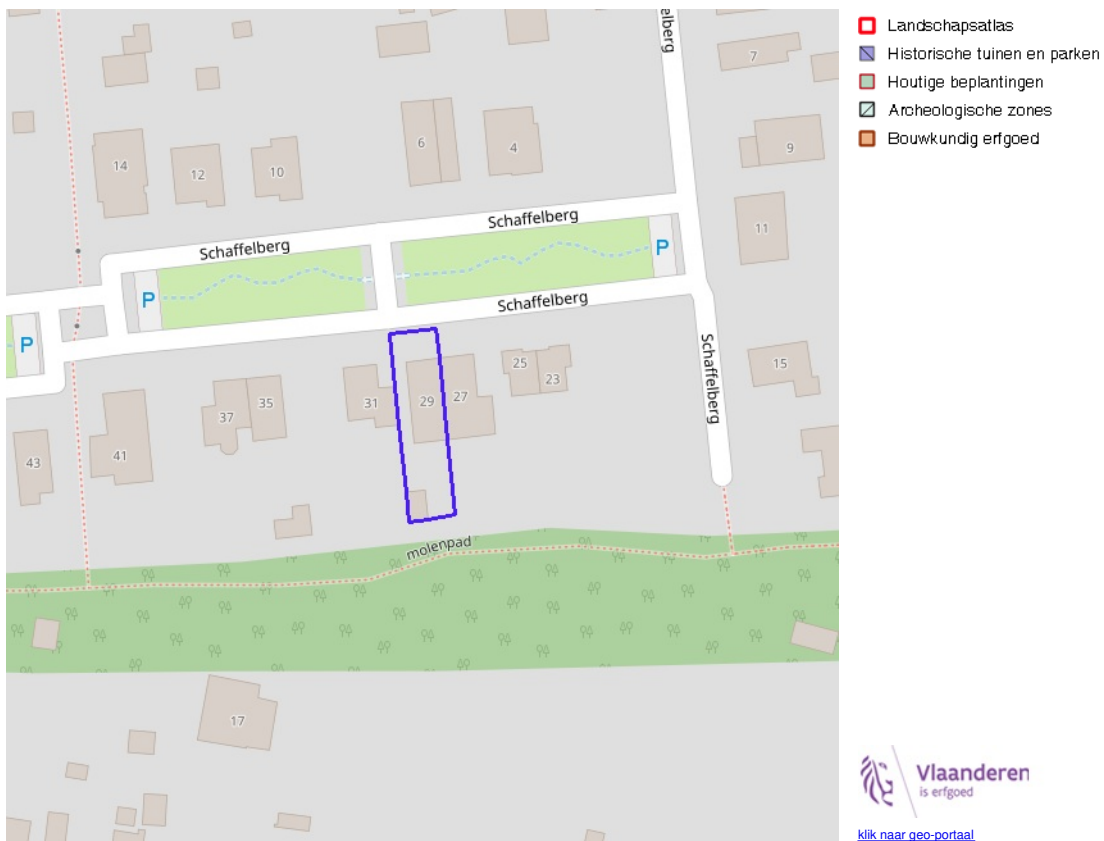 elberg
7
14
12
10
6
4
9
11
Schaffelberg
Schaffelberg
P
P
Schaffelberg
P
Schaffelberg
15
25
23
31
29
27
37
35
41
43
molenpad
17
Landschapsatlas
Historische tuinen en parken
Houtige beplantingen
Archeologische zones
Bouwkundig erfgoed
Vlaanderen
is erfgoed
klik naar geo-portaal